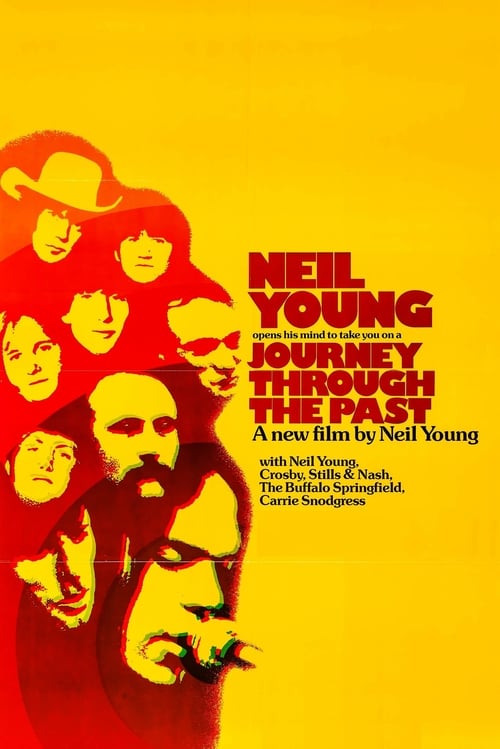 NEIL
YOUNG
opens his mind to take you on a
JOURNEY
THROUGH
THE PAST
A new film by Neil Young
with Neil Young,
Crosby, Stills & Nash,
The Buffalo Springfield,
Carrie Snodgress